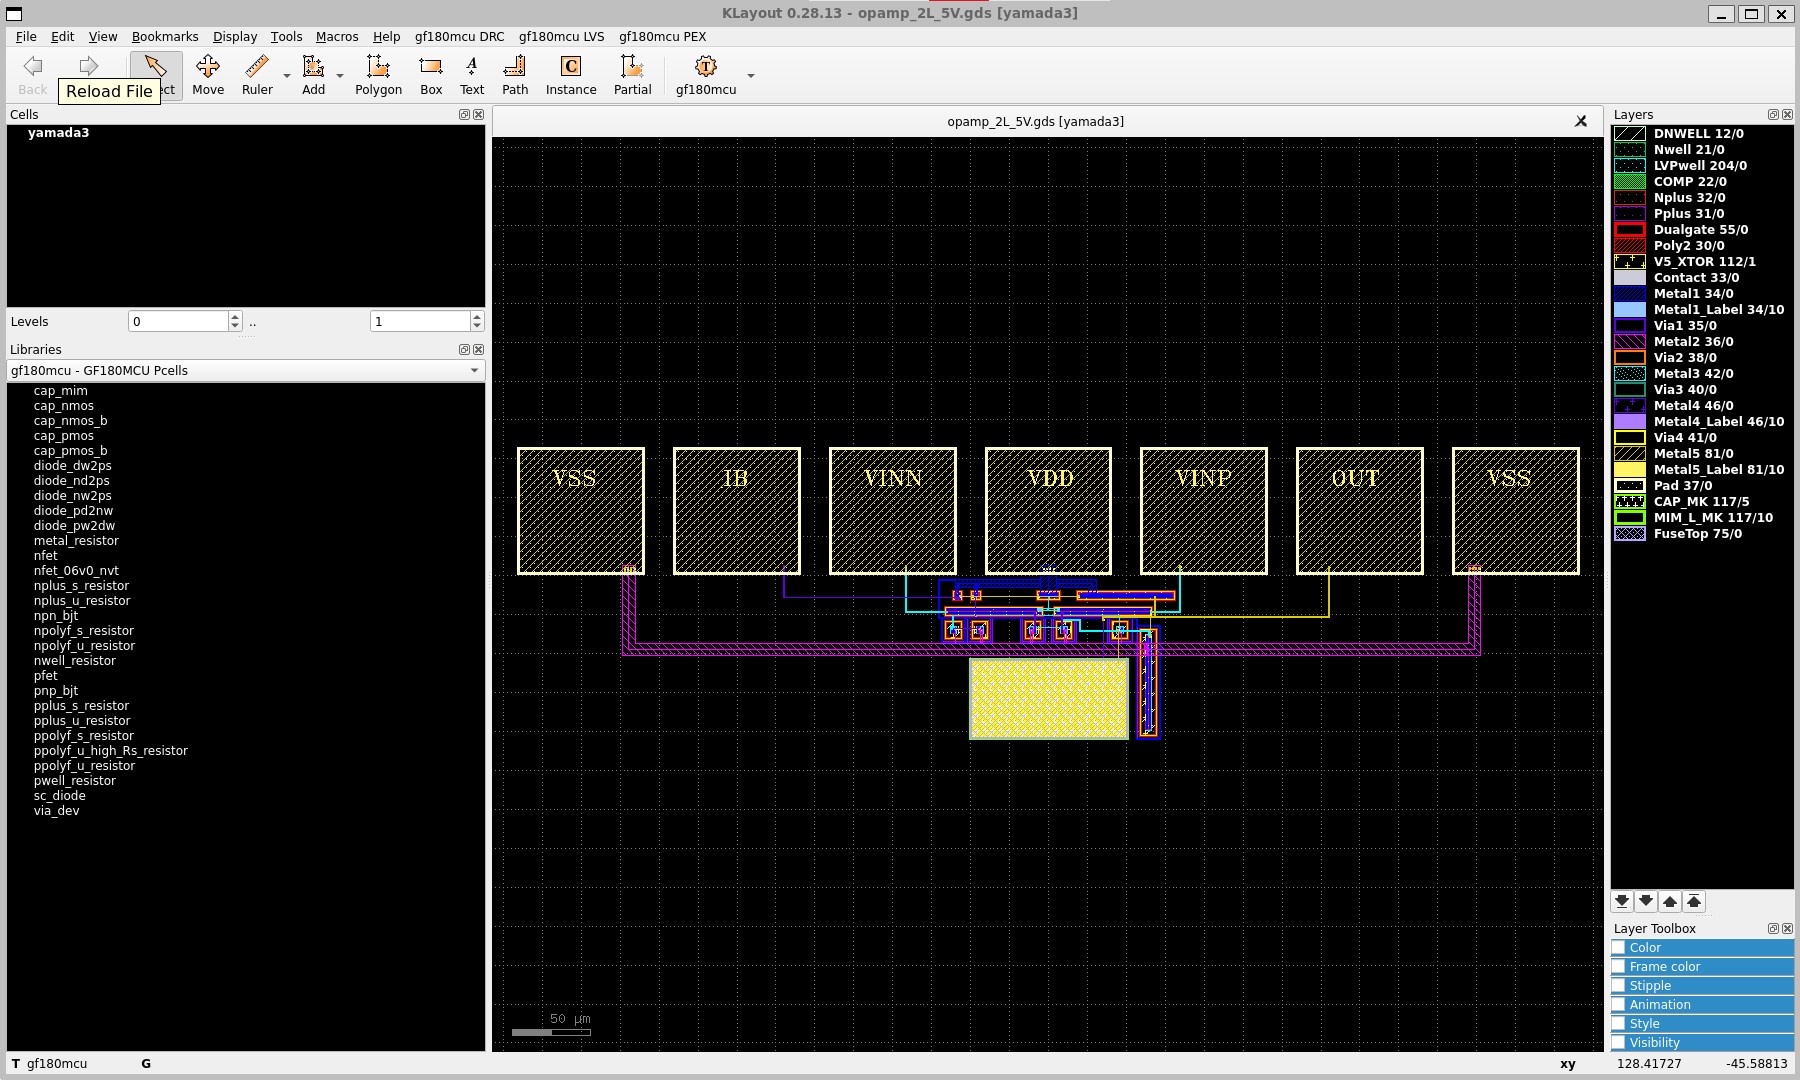 KLayout 0.28.13 - opamp_2L_5V.gds [yamada3]
File Edit View Bookmarks Display Tools Macros Help gf180mcu DRC gf180mcu LVS gf180mcu PEX
Back ect Move Ruler Add Polygon Box Text Path Instance Partial gf180mcu
Reload File
Cells
yamada3
Levels 0 .. 1
Libraries
gf180mcu - GF180MCU Pcells
cap_mim
cap_nmos
cap_nmos_b
cap_pmos
cap_pmos_b
diode_dw2ps
diode_nd2ps
diode_nw2ps
diode_pd2nw
diode_pw2dw
metal_resistor
nfet
nfet_06v0_nvt
nplus_s_resistor
nplus_u_resistor
npn_bjt
npolyf_s_resistor
npolyf_u_resistor
nwell_resistor
pfet
pnp_bjt
pplus_s_resistor
pplus_u_resistor
ppolyf_s_resistor
ppolyf_u_high_Rs_resistor
ppolyf_u_resistor
pwell_resistor
sc_diode
via_dev
opamp_2L_5V.gds [yamada3]
VSS IB VINN VDD VINP OUT VSS
50 µm
Layers
DNWELL 12/0
Nwell 21/0
LVPwell 204/0
COMP 22/0
Nplus 32/0
Pplus 31/0
Dualgate 55/0
Poly2 30/0
V5_XTOR 112/1
Contact 33/0
Metal1 34/0
Metal1_Label 34/10
Via1 35/0
Metal2 36/0
Via2 38/0
Metal3 42/0
Via3 40/0
Metal4 46/0
Metal4_Label 46/10
Via4 41/0
Metal5 81/0
Metal5_Label 81/10
Pad 37/0
CAP_MK 117/5
MIM_L_MK 117/10
FuseTop 75/0
Layer Toolbox
Color
Frame color
Stipple
Animation
Style
Visibility
T gf180mcu G xy 128.41727 -45.58813